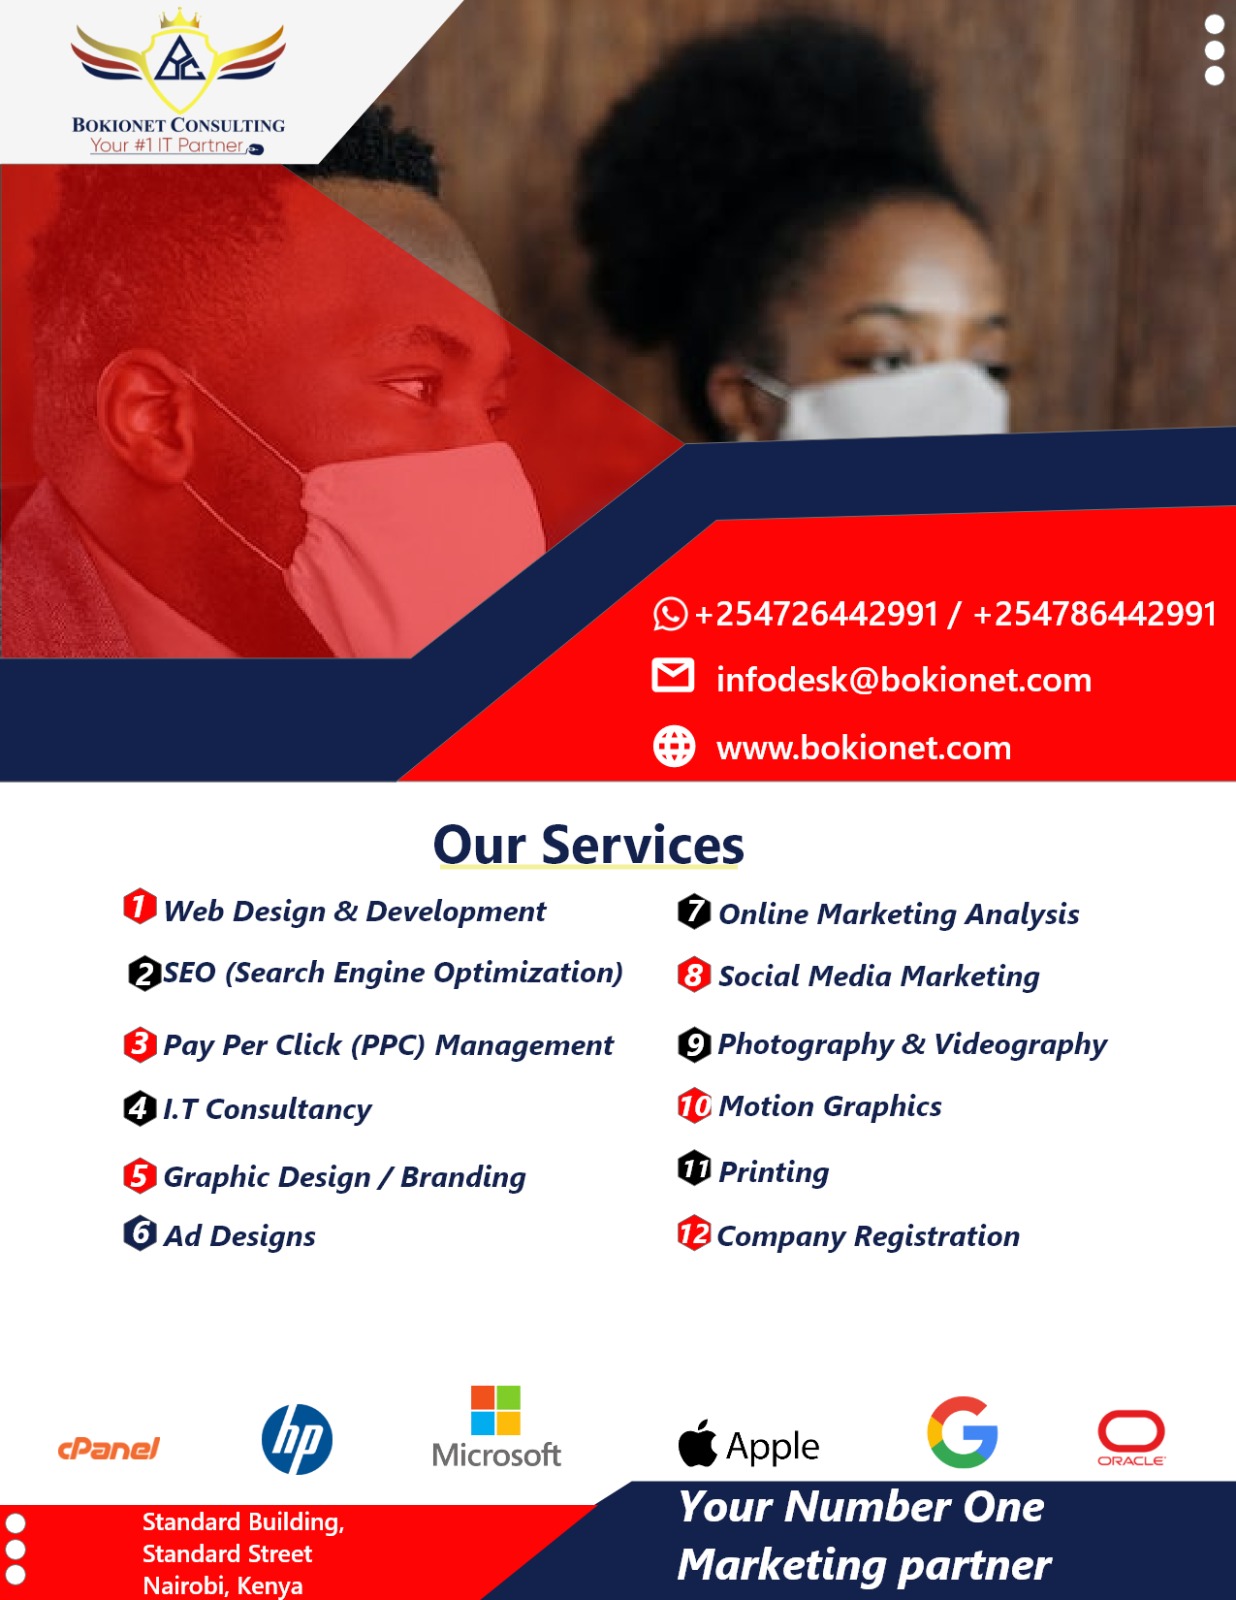 BOKIONET CONSULTING
Your #1 IT Partner
+254726442991 / +254786442991
infodesk@bokionet.com
www.bokionet.com
Our Services
1 Web Design & Development
2 SEO (Search Engine Optimization)
3 Pay Per Click (PPC) Management
4 I.T Consultancy
5 Graphic Design / Branding
6 Ad Designs
7 Online Marketing Analysis
8 Social Media Marketing
9 Photography & Videography
10 Motion Graphics
11 Printing
12 Company Registration
cPanel
hp
Microsoft
Apple
G
ORACLE
Standard Building,
Standard Street
Nairobi, Kenya
Your Number One
Marketing partner